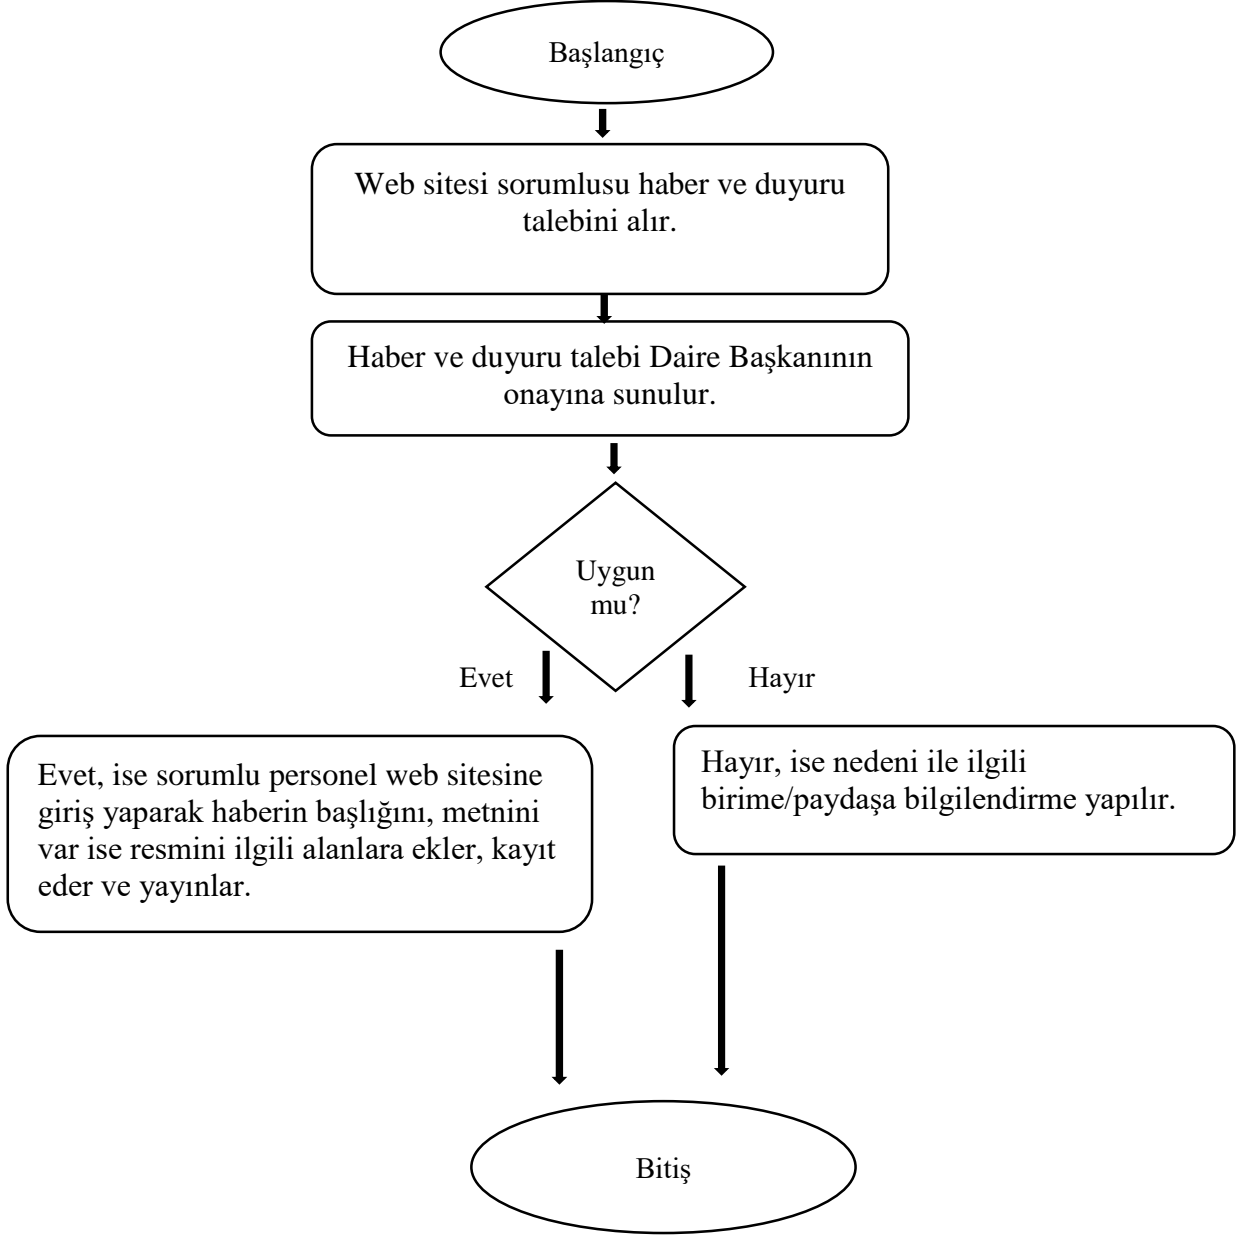 Başlangıç
Web sitesi sorumlusu haber ve duyuru
talebini alır.
Haber ve duyuru talebi Daire Başkanının
onayına sunulur.
Uygun
mu?
Evet
Hayır
Evet, ise sorumlu personel web sitesine
giriş yaparak haberin başlığını, metnini
var ise resmini ilgili alanlara ekler, kayıt
eder ve yayınlar.
Hayır, ise nedeni ile ilgili
birime/paydaşa bilgilendirme yapılır.
Bitiş